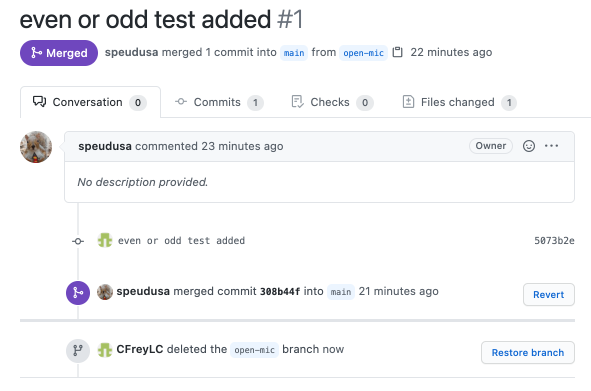 even or odd test added #1
Merged speudusa merged 1 commit into main from open-mic 22 minutes ago
Conversation 0 Commits 1 Checks 0 Files changed 1
speudusa commented 23 minutes ago Owner
No description provided.
even or odd test added 5073b2e
speudusa merged commit 308b44f into main 21 minutes ago Revert
CFreyLC deleted the open-mic branch now Restore branch